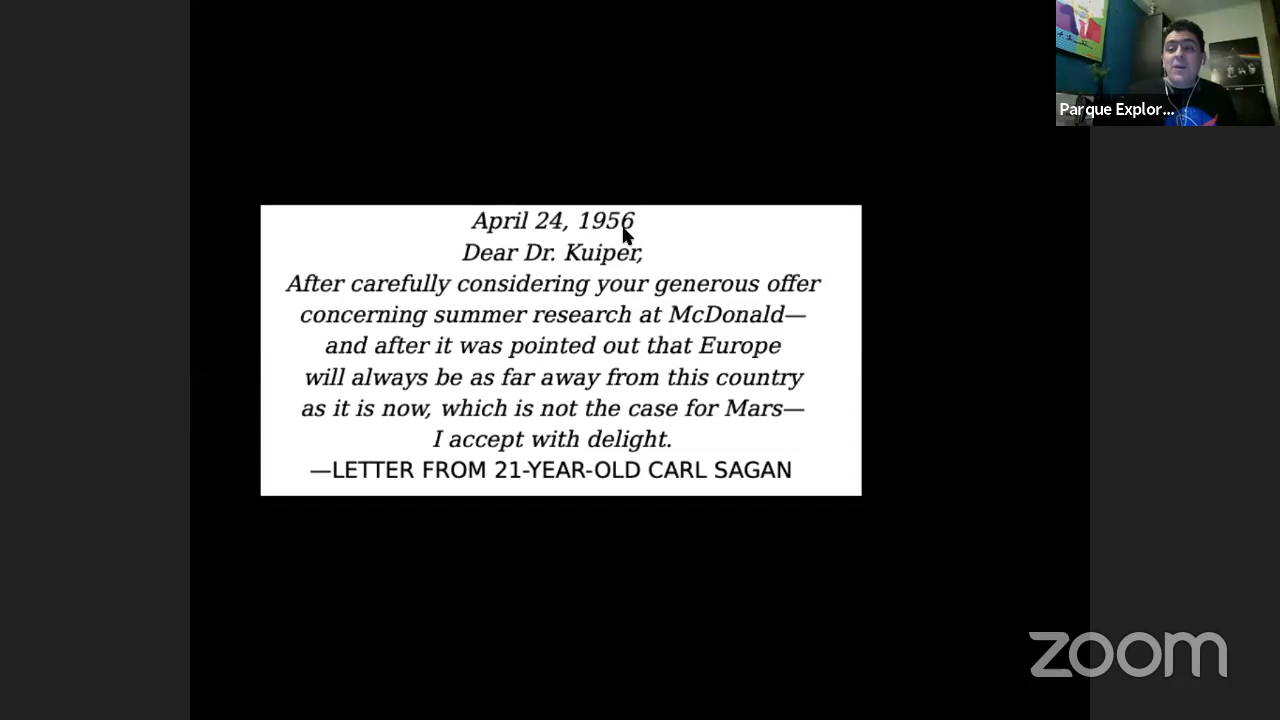 April 24, 1956
Dear Dr. Kuiper,
After carefully considering your generous offer
concerning summer research at McDonald—
and after it was pointed out that Europe
will always be as far away from this country
as it is now, which is not the case for Mars—
I accept with delight.
—LETTER FROM 21-YEAR-OLD CARL SAGAN
Parque Explor...
zoom